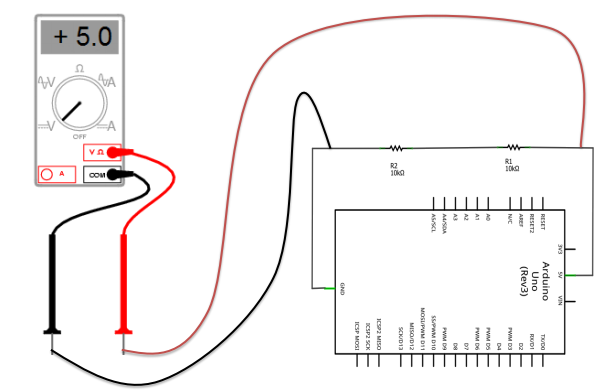 + 5.0
Ω
V
A
V
A
OFF
V Ω
A
COM
R2
10kΩ
R1
10kΩ
A5/SCL
A4/SDA
A3
A2
A1
A0
N/C
AREF
RESET2
RESET
3V3
5V
VIN
GND
Arduino
Uno
(Rev3)
ICSP MOSI
ICSP2 SCK
ICSP2 MISO
SCK/D13
MISO/D12
MOSI/PWM D11
SS/PWM D10
PWM D9
D8
D7
PWM D6
PWM D5
D4
PWM D3
D2
RX/D1
TX/D0